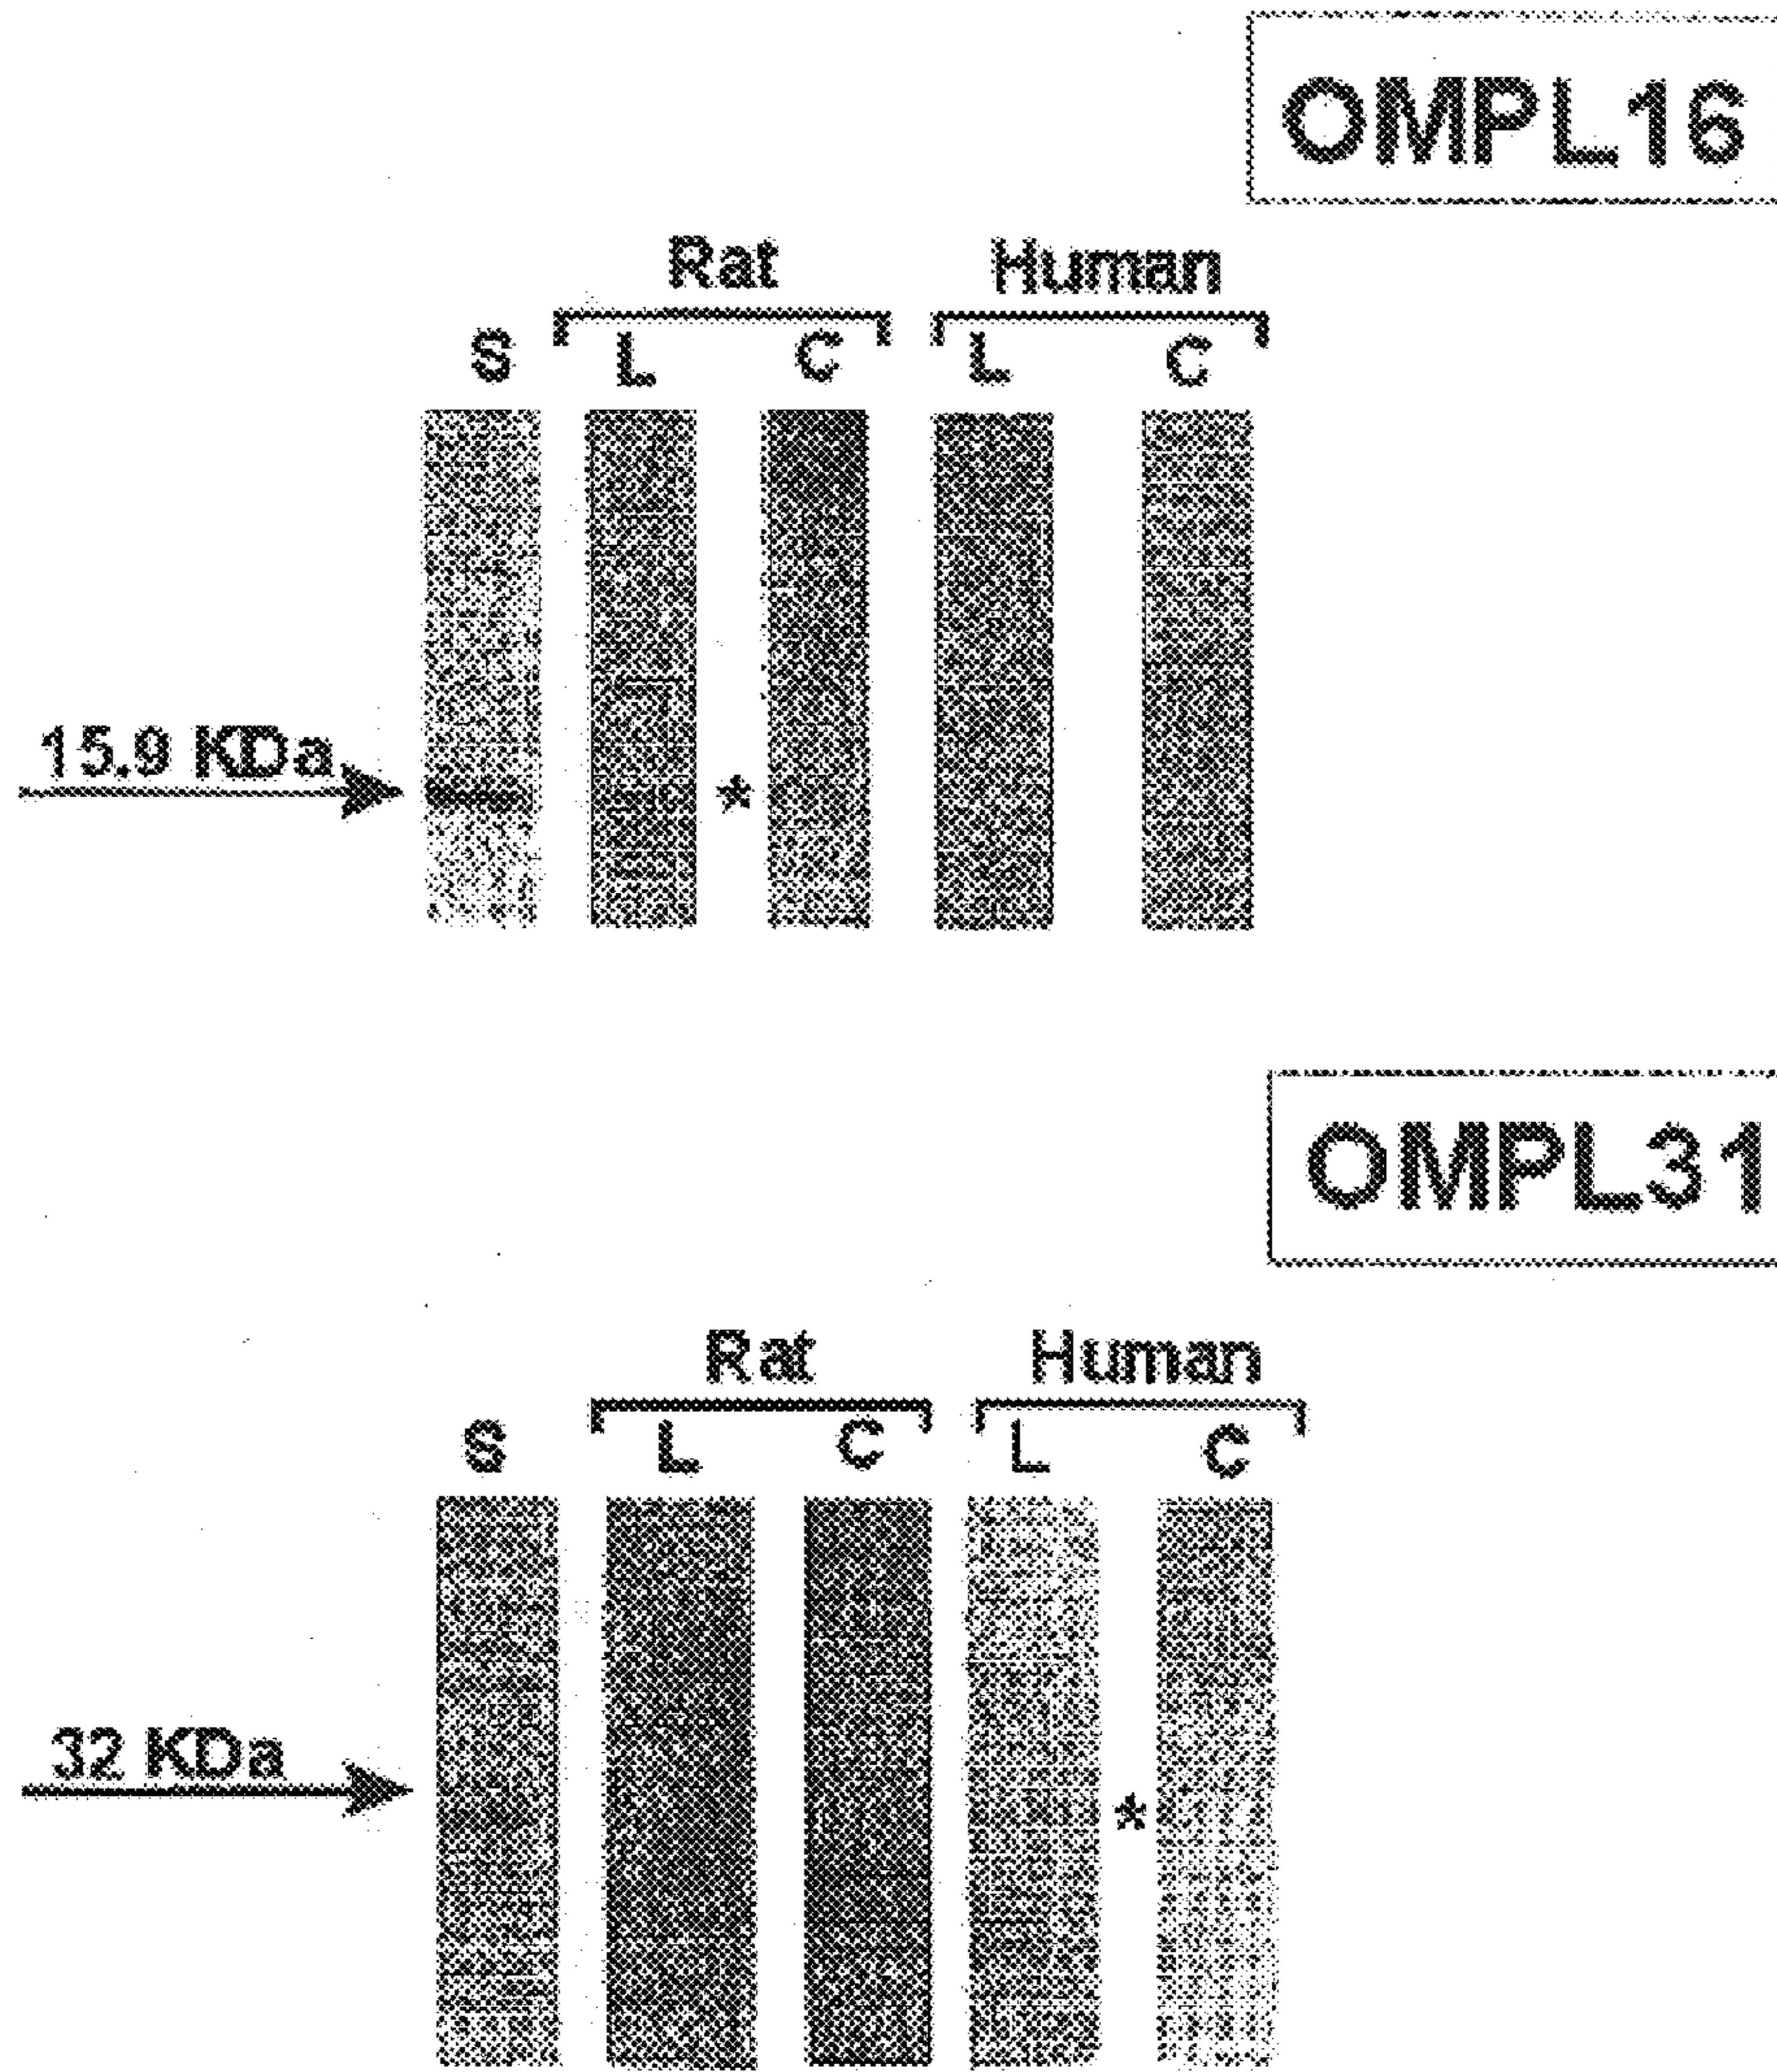 OMPL16
Rat Human
S L C L C
15.9 KDa
*
OMPL31
Rat Human
S L C L C
32 KDa
*